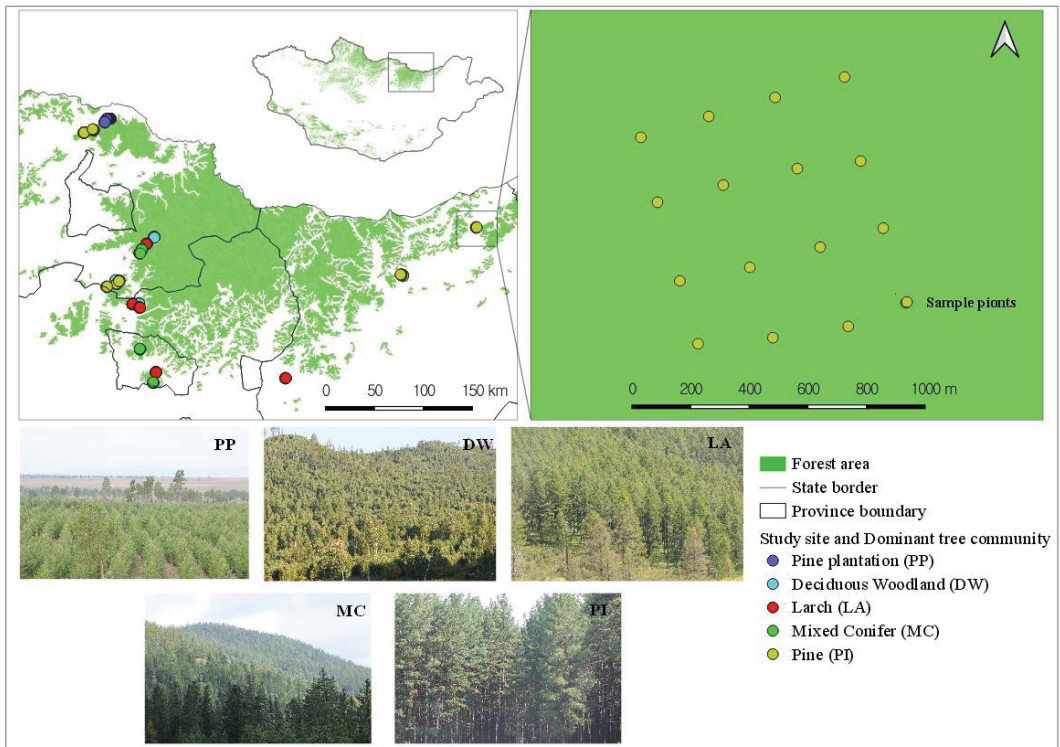 Sample pionts
0 50 100 150 km
0 200 400 600 800 1000 m
PP
DW
LA
MC
PI
Forest area
State border
Province boundary
Study site and Dominant tree community
Pine plantation (PP)
Deciduous Woodland (DW)
Larch (LA)
Mixed Conifer (MC)
Pine (PI)